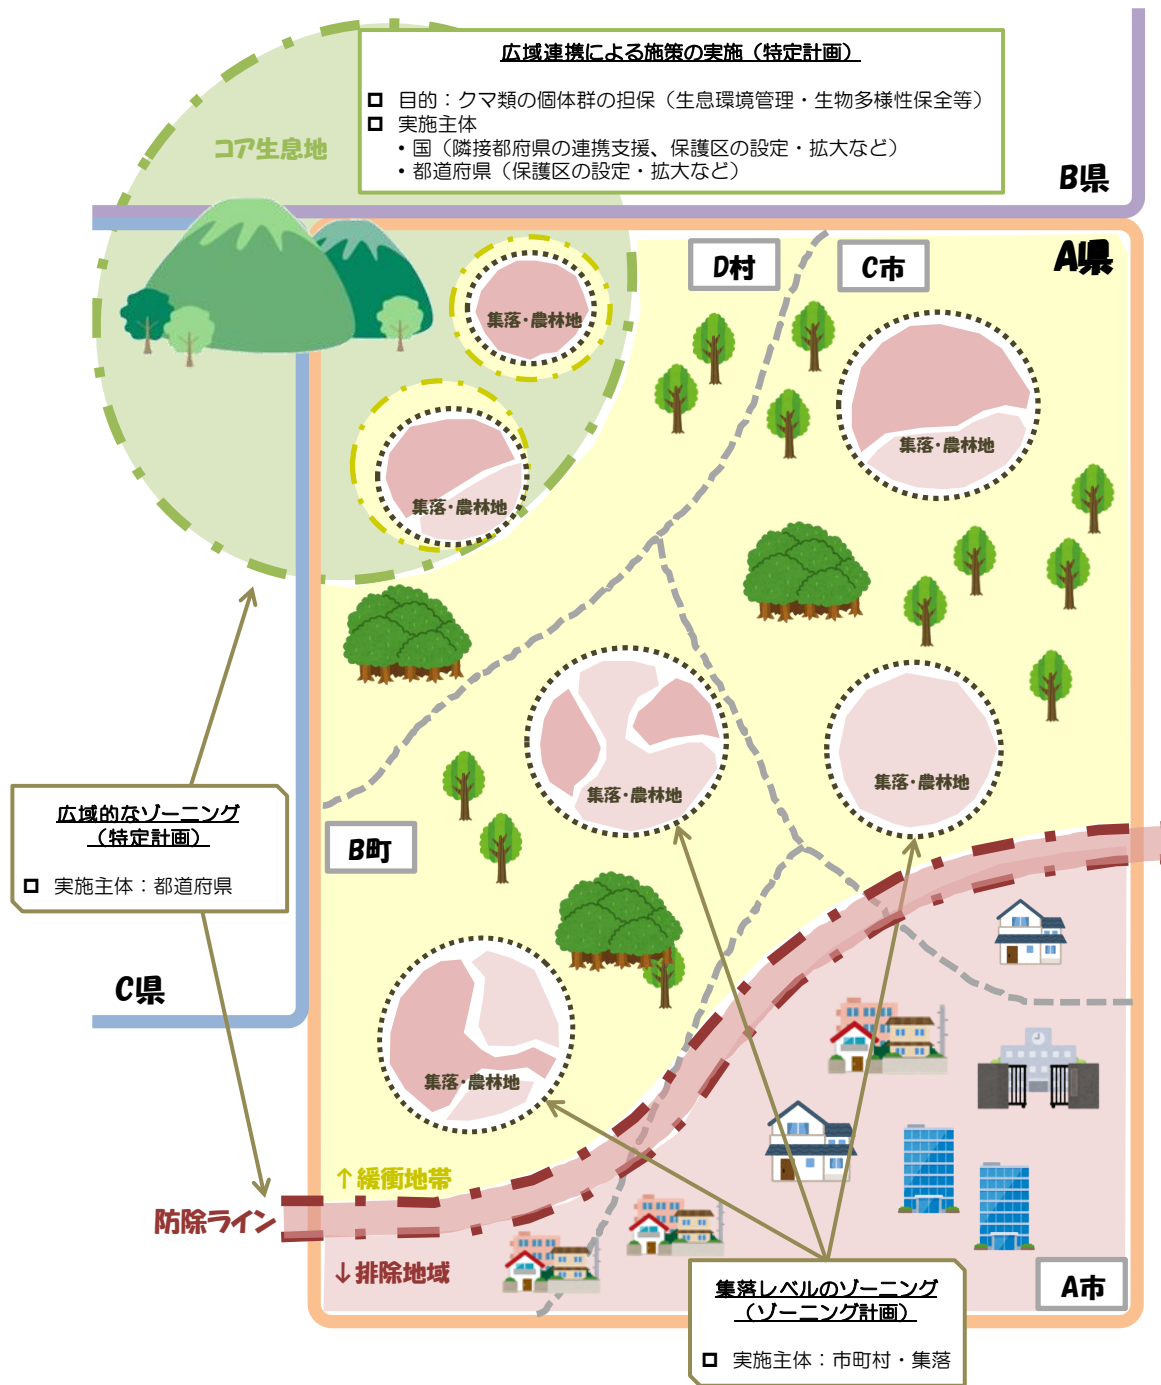 広域連携による施策の実施（特定計画）
目的：クマ類の個体群の担保（生息環境管理・生物多様性保全等）
実施主体
・国（隣接都府県の連携支援、保護区の設定・拡大など）
・都道府県（保護区の設定・拡大など）
コア生息地
B県
A県
D村
C市
集落・農林地
集落・農林地
集落・農林地
集落・農林地
集落・農林地
広域的なゾーニング
（特定計画）
実施主体：都道府県
B町
C県
集落・農林地
↑緩衝地帯
防除ライン
↓排除地域
集落レベルのゾーニング
（ゾーニング計画）
実施主体：市町村・集落
A市